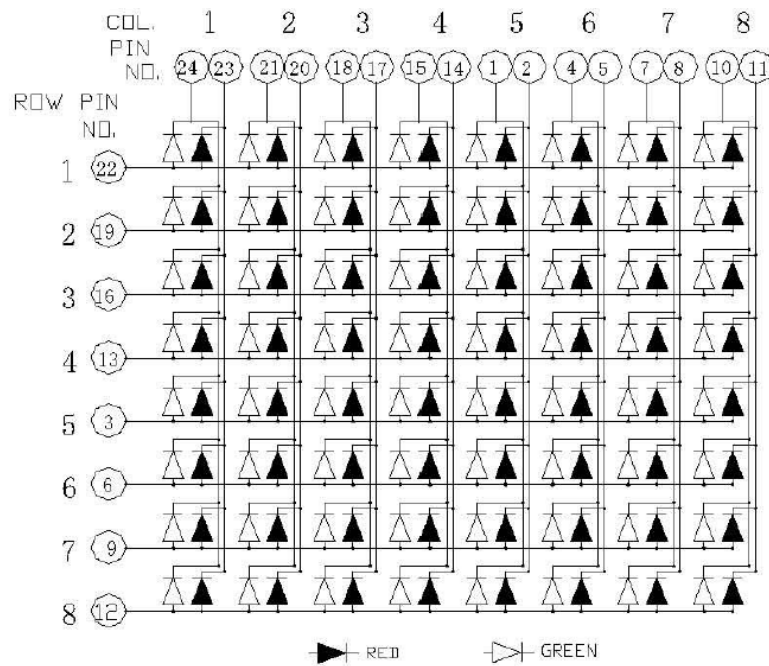 COL. 1 2 3 4 5 6 7 8
PIN
NO. 24 23 21 20 18 17 15 14 1 2 4 5 7 8 10 11
ROW PIN
NO.
1 22
2 19
3 16
4 13
5 3
6 6
7 9
8 12
RED GREEN